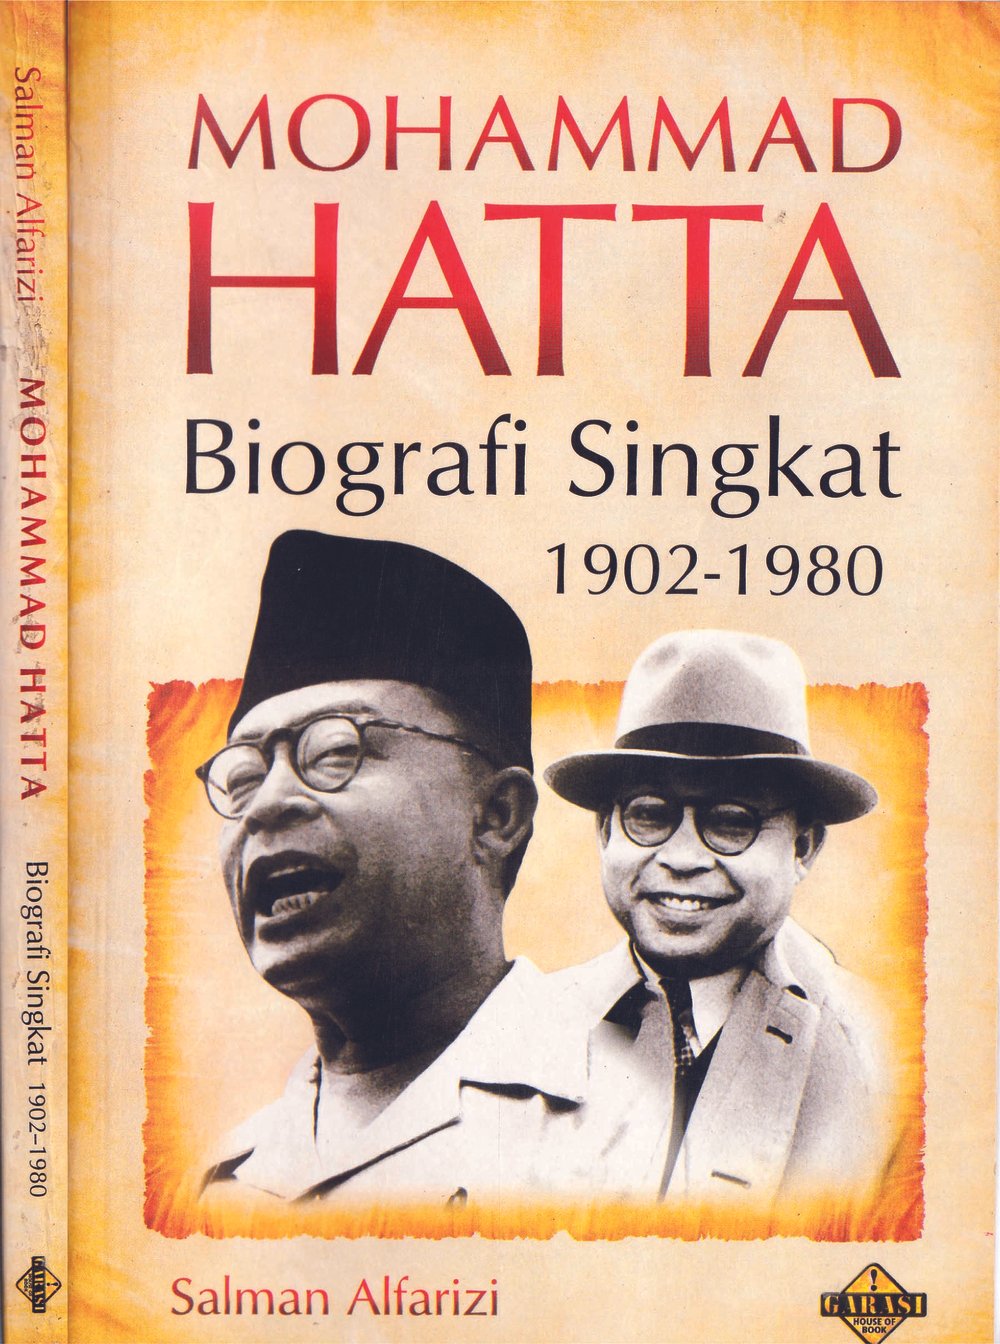 Salman Alfarizi MOHAMMAD HATTA Biografi Singkat 1902–1980
GARASI
MOHAMMAD
HATTA
Biografi Singkat
1902-1980
Salman Alfarizi
!
GARASI
HOUSE OF
BOOK